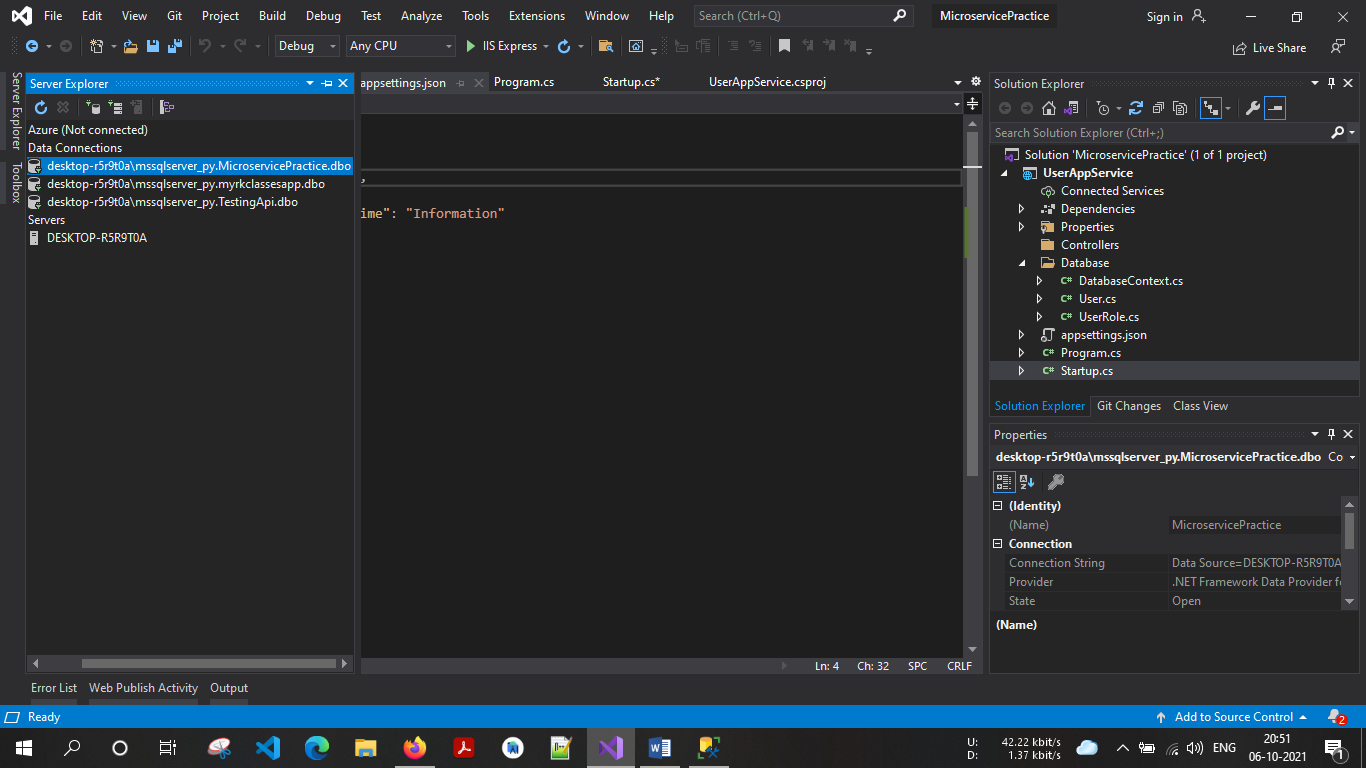 File Edit View Git Project Build Debug Test Analyze Tools Extensions Window Help Search (Ctrl+Q) MicroservicePractice Sign in
Debug Any CPU IIS Express Live Share
Server Explorer
Toolbox
Server Explorer
Azure (Not connected)
Data Connections
desktop-r5r9t0a\mssqlserver_py.MicroservicePractice.dbo
desktop-r5r9t0a\mssqlserver_py.myrkclassesapp.dbo
desktop-r5r9t0a\mssqlserver_py.TestingApi.dbo
Servers
DESKTOP-R5R9T0A
appsettings.json Program.cs Startup.cs* UserAppService.csproj
,
ime": "Information"
Ln: 4 Ch: 32 SPC CRLF
Solution Explorer
Search Solution Explorer (Ctrl+;)
Solution 'MicroservicePractice' (1 of 1 project)
UserAppService
Connected Services
Dependencies
Properties
Controllers
Database
C# DatabaseContext.cs
C# User.cs
C# UserRole.cs
appsettings.json
C# Program.cs
C# Startup.cs
Solution Explorer Git Changes Class View
Properties
desktop-r5r9t0a\mssqlserver_py.MicroservicePractice.dbo Co
(Identity)
(Name) MicroservicePractice
Connection
Connection String Data Source=DESKTOP-R5R9T0A
Provider .NET Framework Data Provider fo
State Open
(Name)
Error List Web Publish Activity Output
Ready Add to Source Control 2
U: 42.22 kbit/s
D: 1.37 kbit/s
ENG
20:51
06-10-2021
1